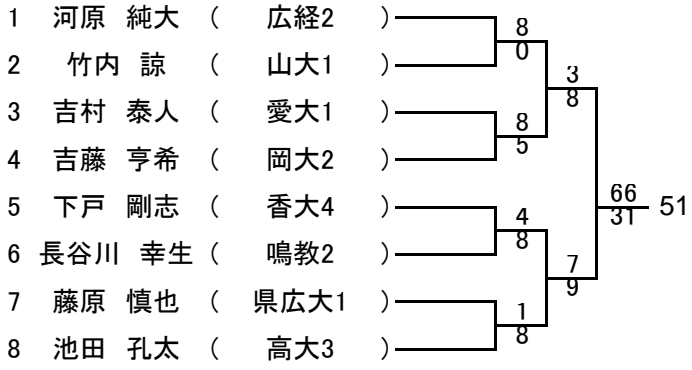 1 河原 純大 ( 広経2 )
8
0
2 竹内 諒 ( 山大1 )
3
8
3 吉村 泰人 ( 愛大1 )
8
5
4 吉藤 亨希 ( 岡大2 )
66
31
51
5 下戸 剛志 ( 香大4 )
4
8
6 長谷川 幸生 ( 鳴教2 )
7
9
7 藤原 慎也 ( 県広大1 )
1
8
8 池田 孔太 ( 高大3 )